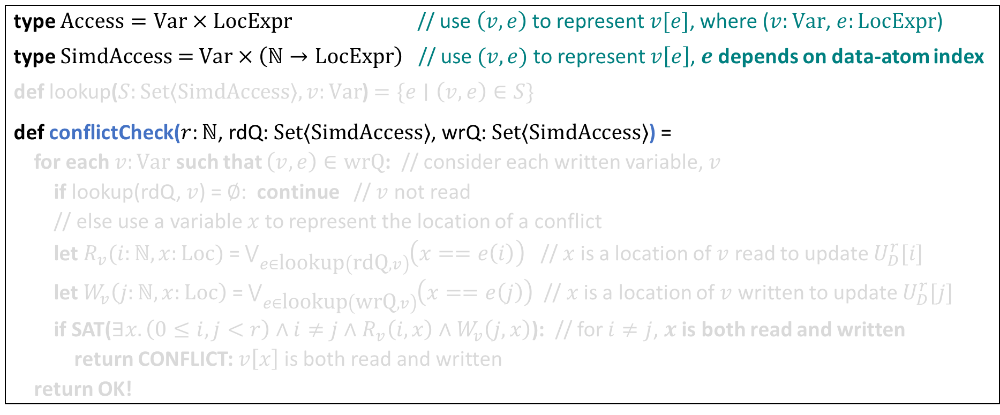 type Access = Var × LocExpr // use (v, e) to represent v[e], where (v: Var, e: LocExpr)
type SimdAccess = Var × (ℕ → LocExpr) // use (v, e) to represent v[e], e depends on data-atom index
def lookup(S: Set⟨SimdAccess⟩, v: Var) = {e ∣ (v, e) ∈ S}
def conflictCheck(r: ℕ, rdQ: Set⟨SimdAccess⟩, wrQ: Set⟨SimdAccess⟩) =
for each v: Var such that (v, e) ∈ wrQ: // consider each written variable, v
if lookup(rdQ, v) = ∅: continue // v not read
// else use a variable x to represent the location of a conflict
let R_v(i: ℕ, x: Loc) = ⋁_{e∈lookup(rdQ,v)}(x == e(i)) // x is a location of v read to update U_D^r[i]
let W_v(j: ℕ, x: Loc) = ⋁_{e∈lookup(wrQ,v)}(x == e(j)) // x is a location of v written to update U_D^r[j]
if SAT(∃x. (0 ≤ i, j < r) ∧ i ≠ j ∧ R_v(i, x) ∧ W_v(j, x)): // for i ≠ j, x is both read and written
return CONFLICT: v[x] is both read and written
return OK!